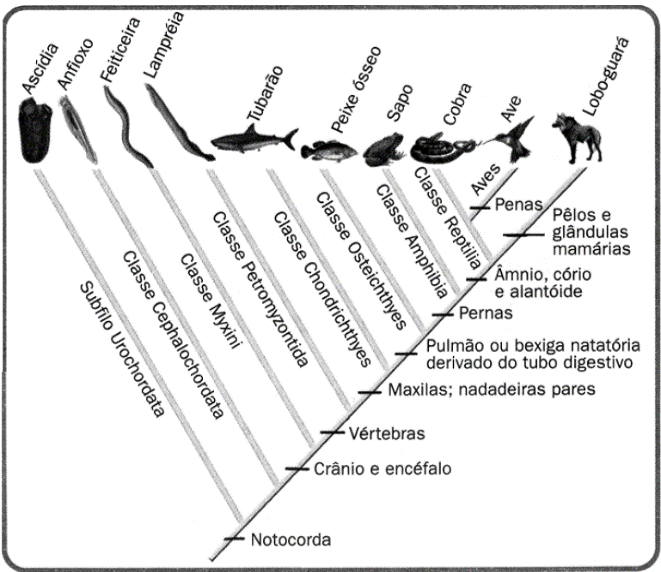 Ascídia
Anfioxo
Feiticeira
Lampréia
Tubarão
Peixe ósseo
Sapo
Cobra
Ave
Lobo-guará
Subfilo Urochordata
Classe Cephalochordata
Classe Myxini
Classe Petromyzontida
Classe Chondrichthyes
Classe Osteichthyes
Classe Amphibia
Classe Reptilia
Aves
Penas
Pêlos e
glândulas
mamárias
Âmnio, cório
e alantóide
Pernas
Pulmão ou bexiga natatória
derivado do tubo digestivo
Maxilas; nadadeiras pares
Vértebras
Crânio e encéfalo
Notocorda